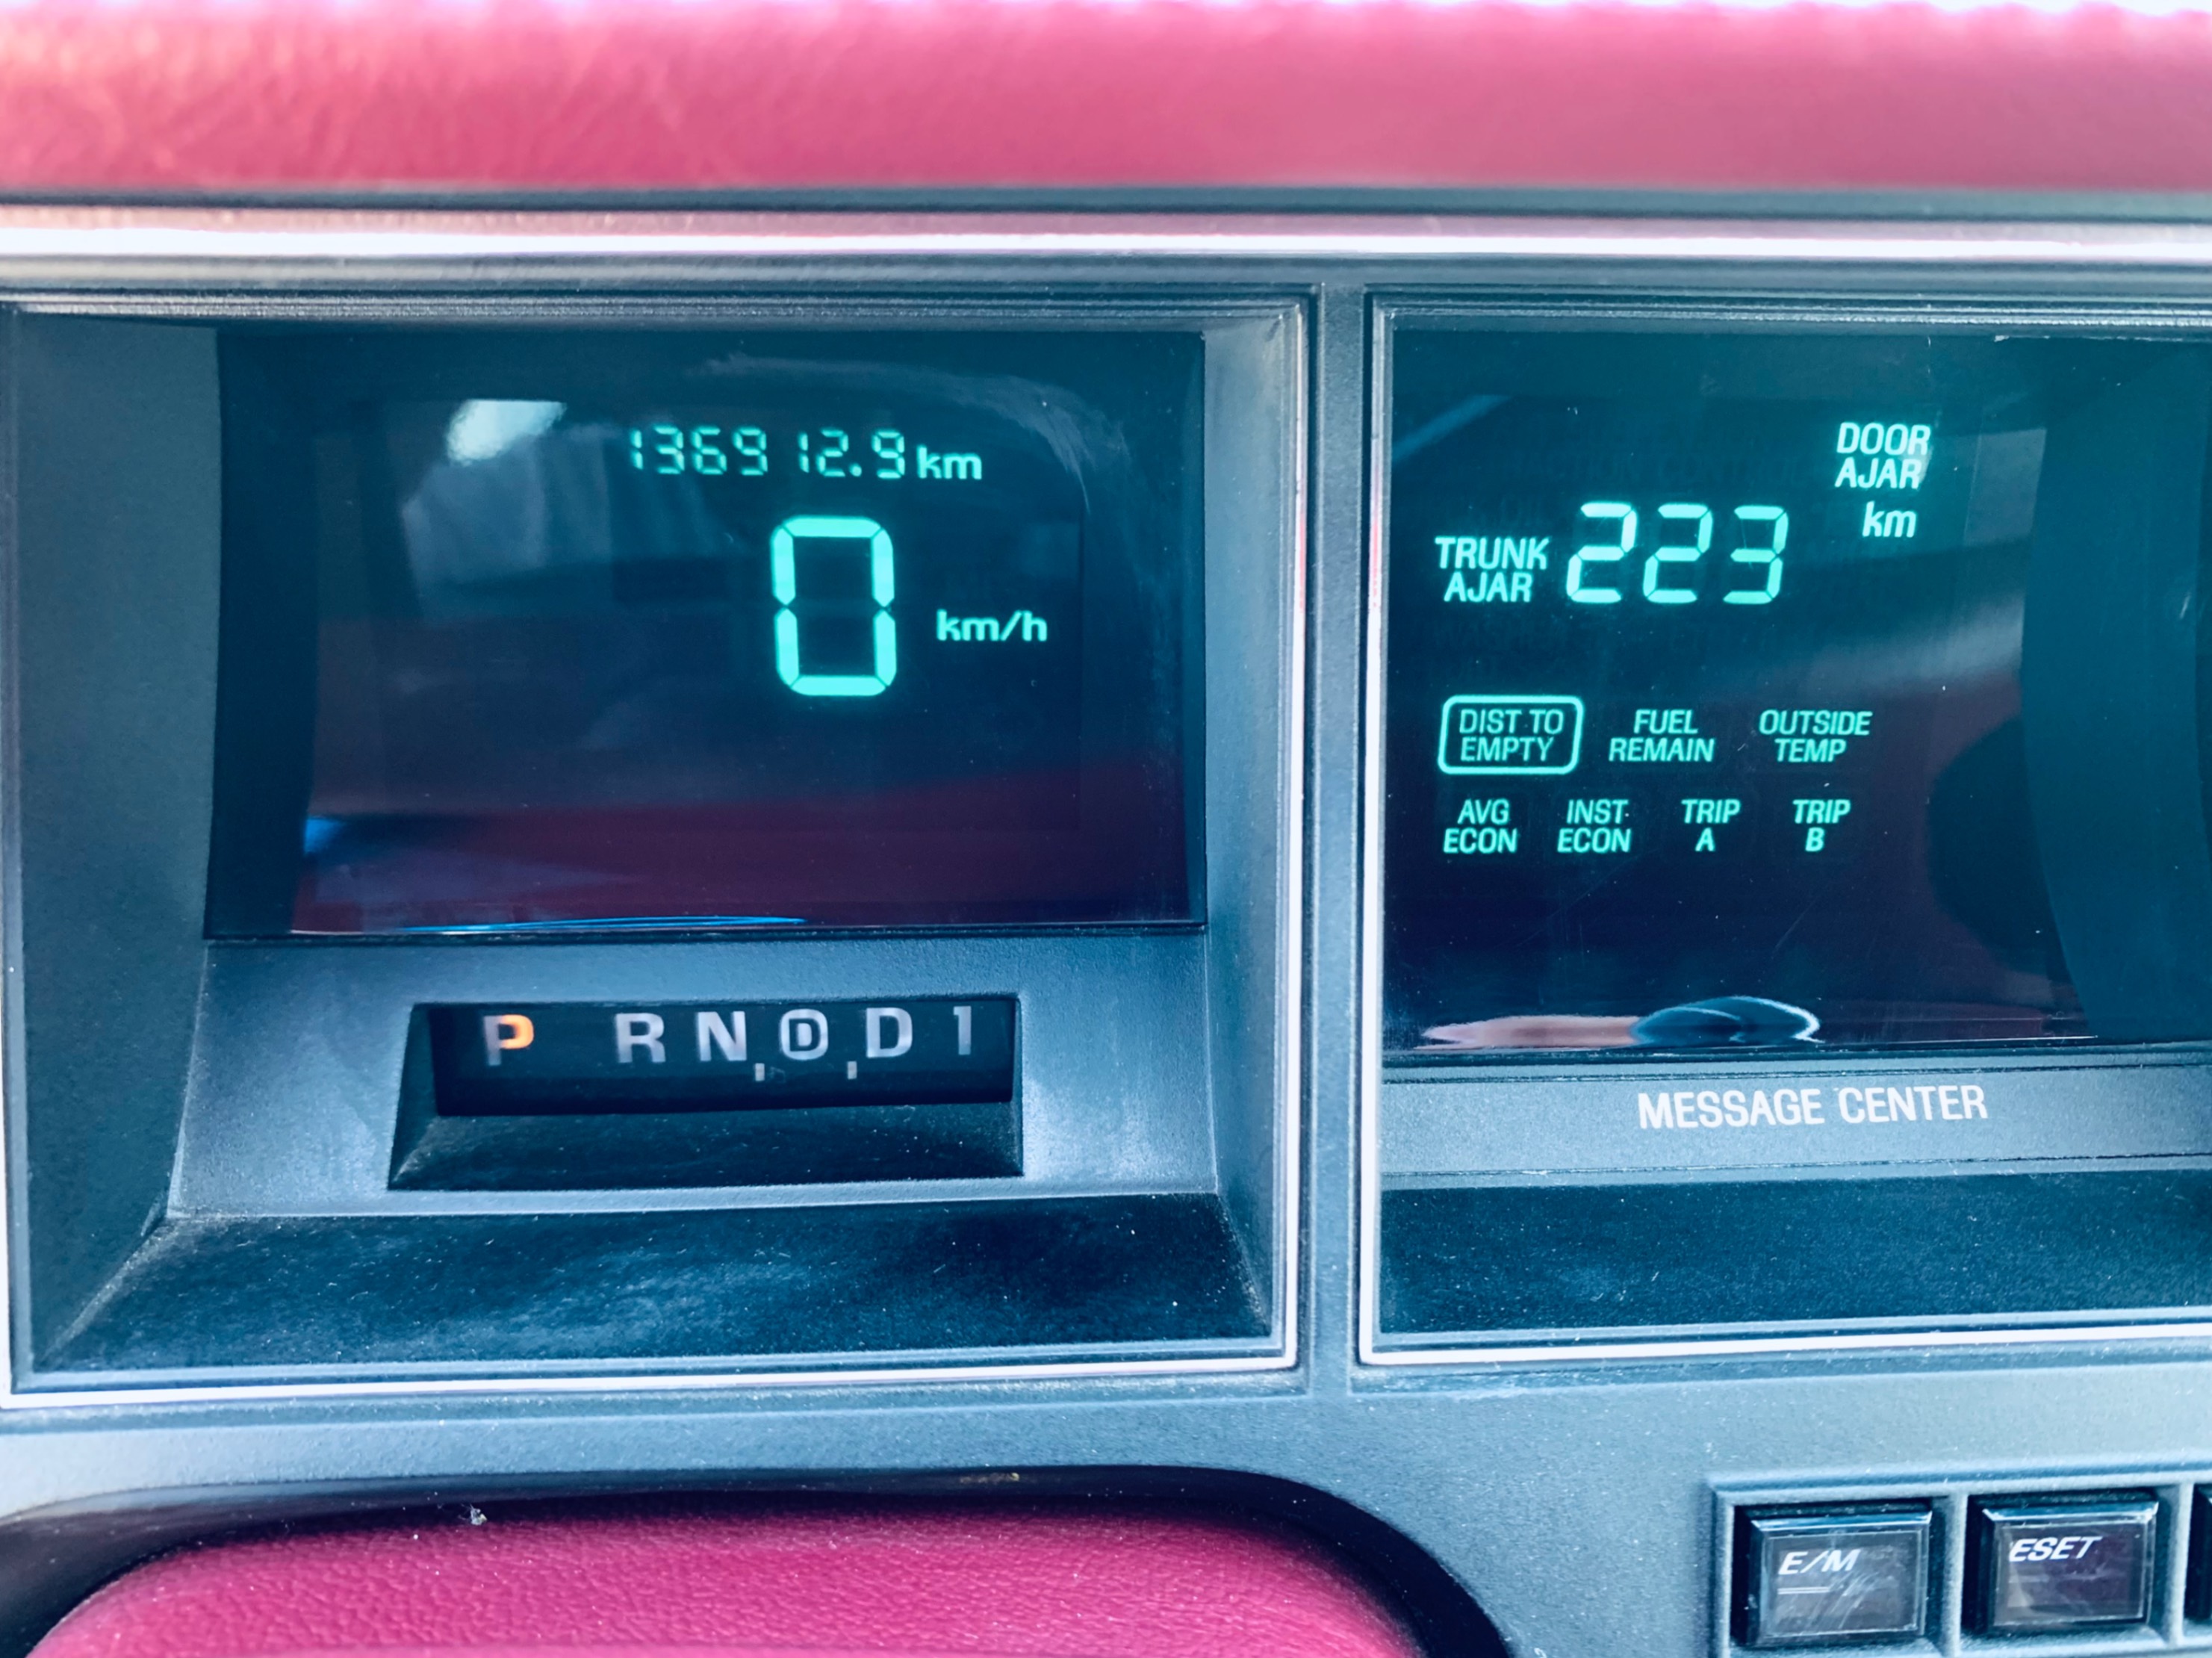 136912.9 km
0 km/h
P R N D D 1
DOOR
AJAR
km
TRUNK
AJAR
223
DIST TO
EMPTY
FUEL
REMAIN
OUTSIDE
TEMP
AVG
ECON
INST
ECON
TRIP
A
TRIP
B
MESSAGE CENTER
E/M
ESET